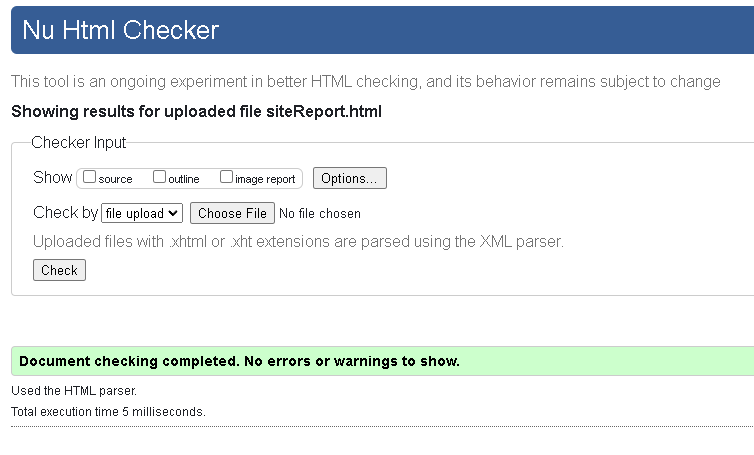 Nu Html Checker
This tool is an ongoing experiment in better HTML checking, and its behavior remains subject to change
Showing results for uploaded file siteReport.html
Checker Input
Show source outline image report Options...
Check by file upload Choose File No file chosen
Uploaded files with .xhtml or .xht extensions are parsed using the XML parser.
Check
Document checking completed. No errors or warnings to show.
Used the HTML parser.
Total execution time 5 milliseconds.